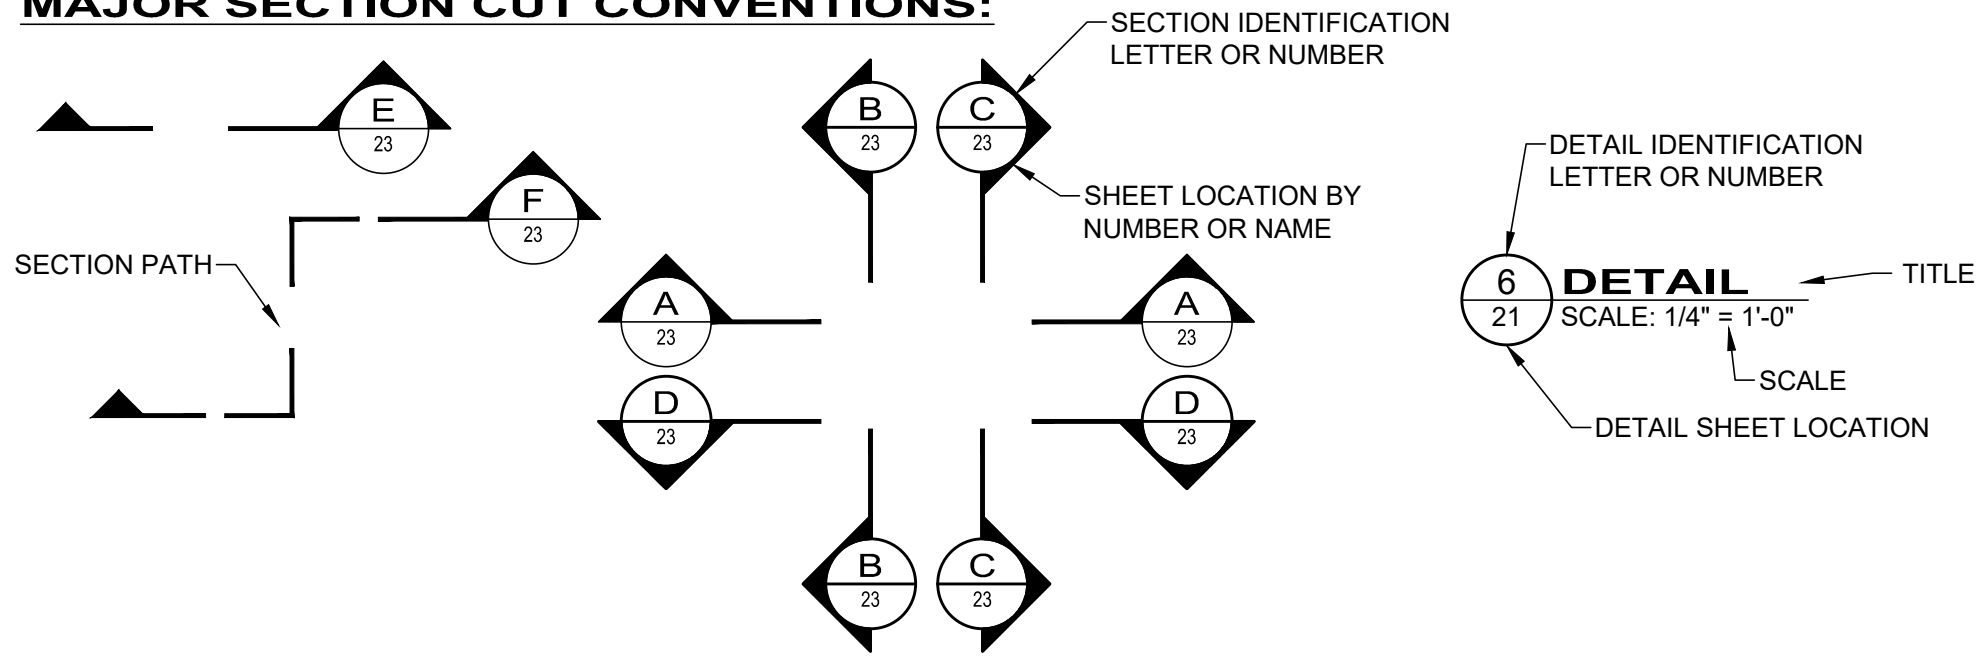 MAJOR SECTION CUT CONVENTIONS:
SECTION IDENTIFICATION
LETTER OR NUMBER
E
23
B
23
C
23
SHEET LOCATION BY
NUMBER OR NAME
F
23
SECTION PATH
A
23
A
23
D
23
D
23
B
23
C
23
DETAIL IDENTIFICATION
LETTER OR NUMBER
6
21
DETAIL
SCALE: 1/4" = 1'-0"
TITLE
SCALE
DETAIL SHEET LOCATION